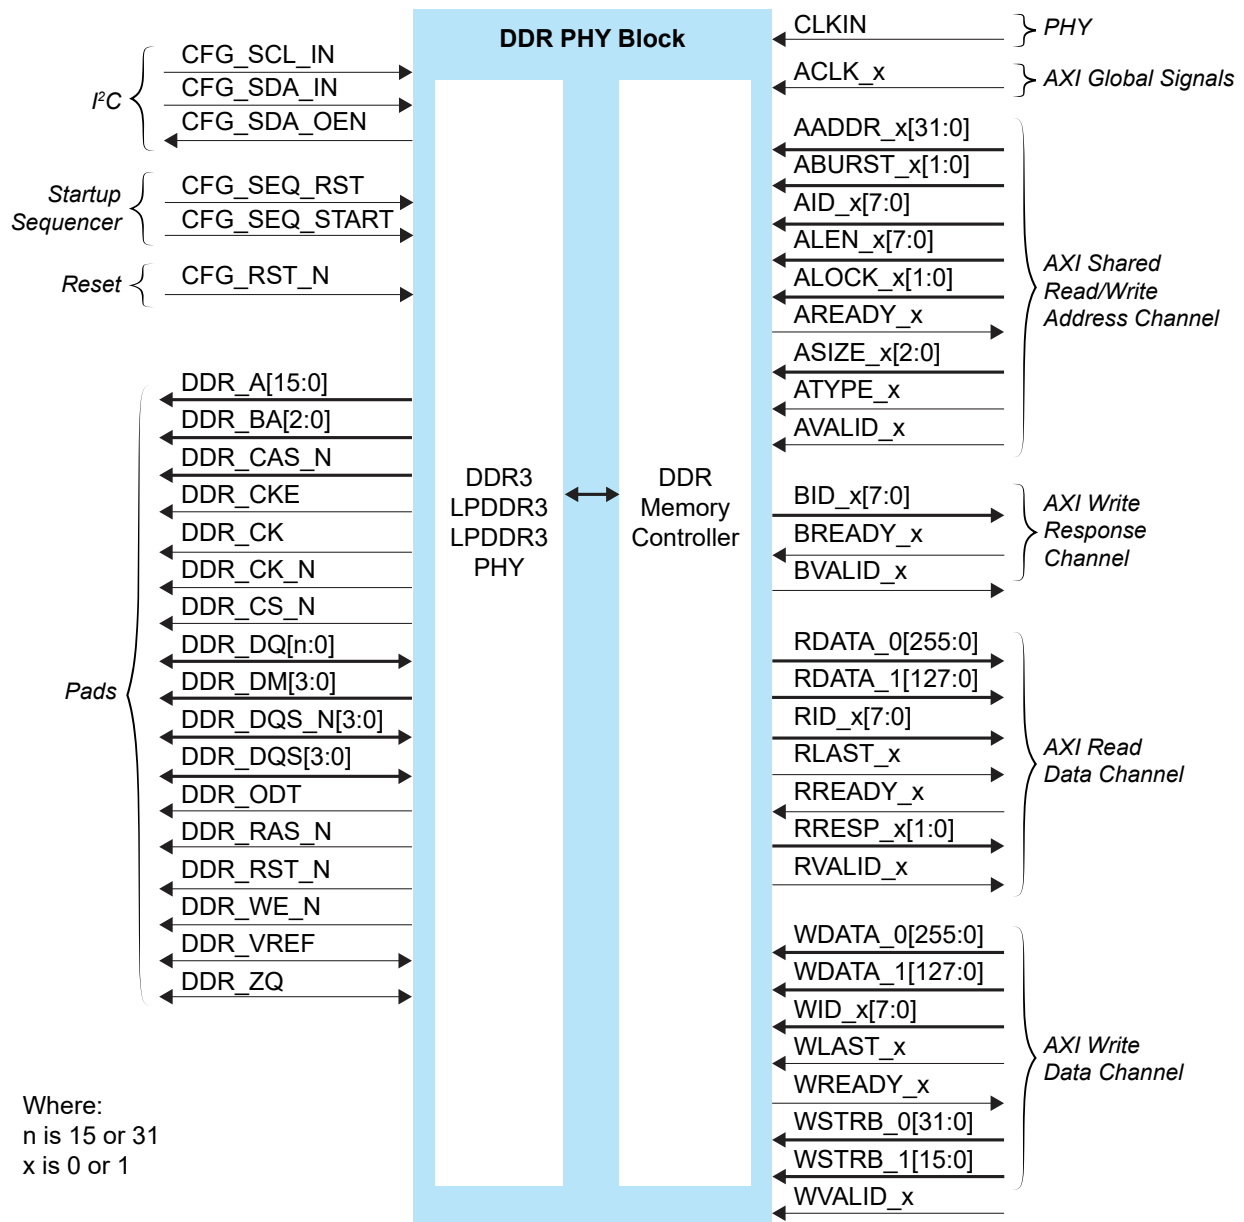 DDR PHY Block
I²C
CFG_SCL_IN
CFG_SDA_IN
CFG_SDA_OEN
Startup
Sequencer
CFG_SEQ_RST
CFG_SEQ_START
Reset
CFG_RST_N
Pads
DDR_A[15:0]
DDR_BA[2:0]
DDR_CAS_N
DDR_CKE
DDR_CK
DDR_CK_N
DDR_CS_N
DDR_DQ[n:0]
DDR_DM[3:0]
DDR_DQS_N[3:0]
DDR_DQS[3:0]
DDR_ODT
DDR_RAS_N
DDR_RST_N
DDR_WE_N
DDR_VREF
DDR_ZQ
Where:
n is 15 or 31
x is 0 or 1
DDR3
LPDDR3
LPDDR3
PHY
DDR
Memory
Controller
CLKIN
PHY
ACLK_x
AXI Global Signals
AADDR_x[31:0]
ABURST_x[1:0]
AID_x[7:0]
ALEN_x[7:0]
ALOCK_x[1:0]
AREADY_x
ASIZE_x[2:0]
ATYPE_x
AVALID_x
AXI Shared
Read/Write
Address Channel
BID_x[7:0]
BREADY_x
BVALID_x
AXI Write
Response
Channel
RDATA_0[255:0]
RDATA_1[127:0]
RID_x[7:0]
RLAST_x
RREADY_x
RRESP_x[1:0]
RVALID_x
AXI Read
Data Channel
WDATA_0[255:0]
WDATA_1[127:0]
WID_x[7:0]
WLAST_x
WREADY_x
WSTRB_0[31:0]
WSTRB_1[15:0]
WVALID_x
AXI Write
Data Channel